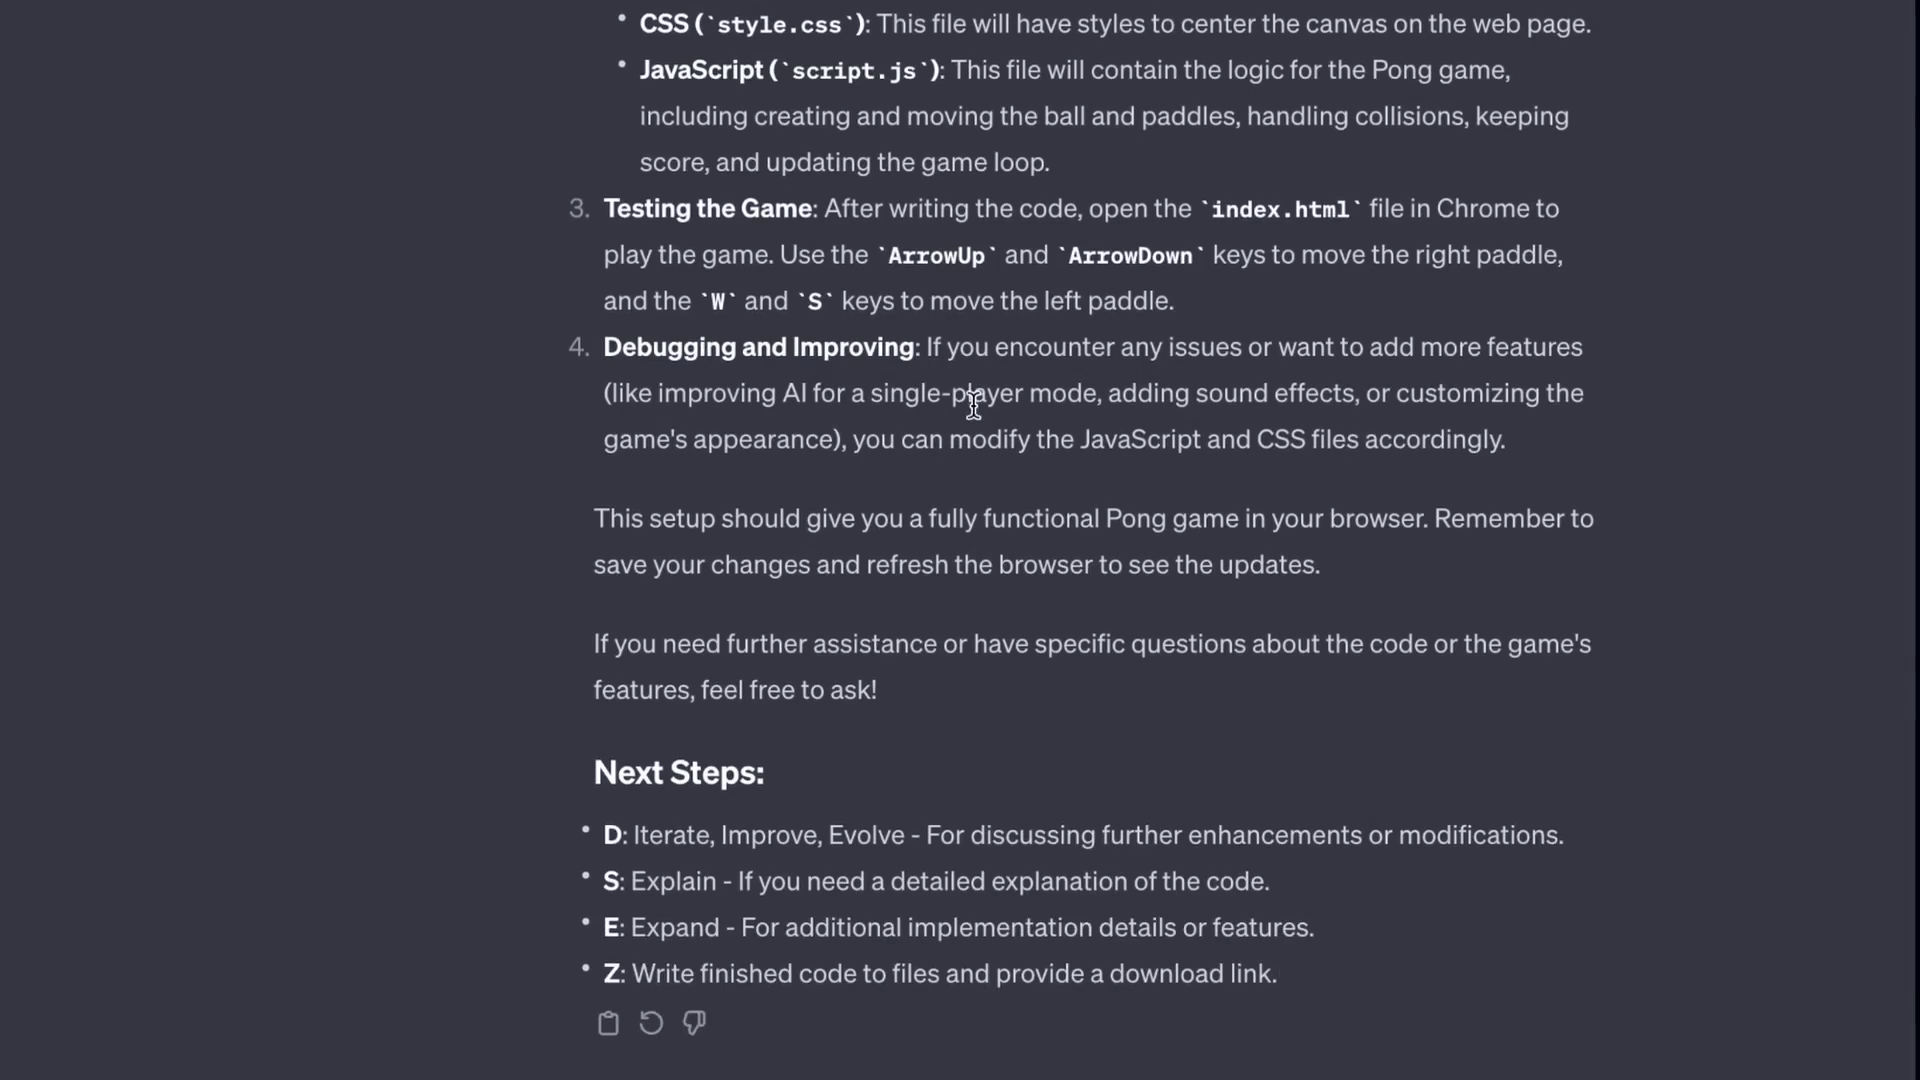 • CSS (`style.css`): This file will have styles to center the canvas on the web page.
• JavaScript (`script.js`): This file will contain the logic for the Pong game,
including creating and moving the ball and paddles, handling collisions, keeping
score, and updating the game loop.
3. Testing the Game: After writing the code, open the `index.html` file in Chrome to
play the game. Use the `ArrowUp` and `ArrowDown` keys to move the right paddle,
and the `W` and `S` keys to move the left paddle.
4. Debugging and Improving: If you encounter any issues or want to add more features
(like improving AI for a single-player mode, adding sound effects, or customizing the
game's appearance), you can modify the JavaScript and CSS files accordingly.
This setup should give you a fully functional Pong game in your browser. Remember to
save your changes and refresh the browser to see the updates.
If you need further assistance or have specific questions about the code or the game's
features, feel free to ask!
Next Steps:
• D: Iterate, Improve, Evolve - For discussing further enhancements or modifications.
• S: Explain - If you need a detailed explanation of the code.
• E: Expand - For additional implementation details or features.
• Z: Write finished code to files and provide a download link.